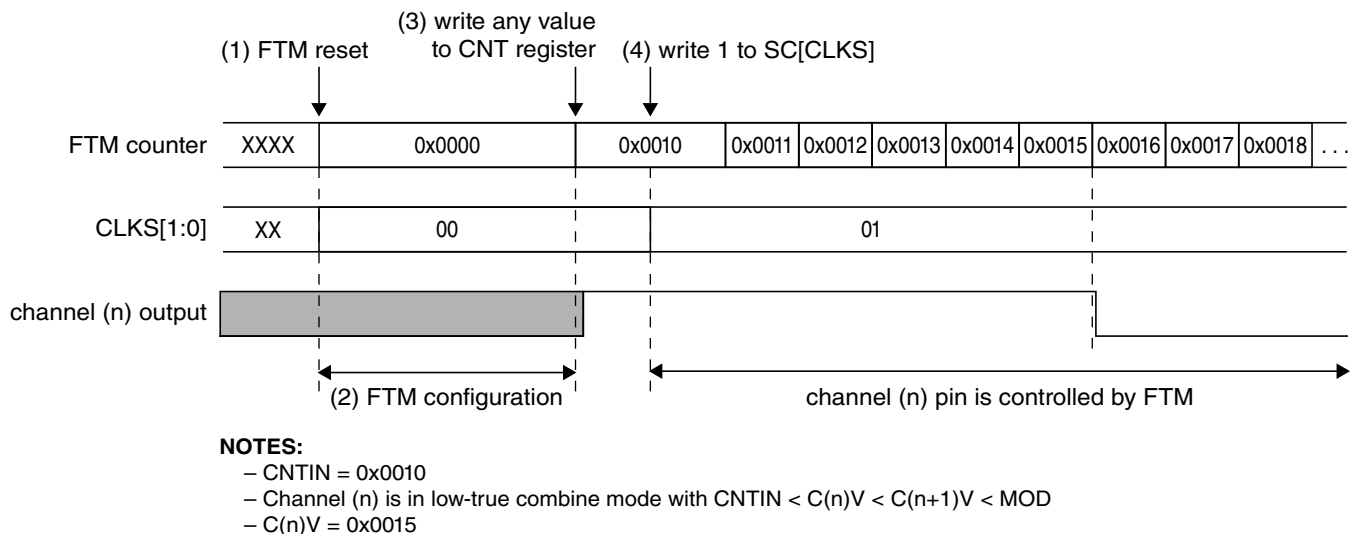 (3) write any value
(1) FTM reset to CNT register (4) write 1 to SC[CLKS]
FTM counter XXXX 0x0000 0x0010 0x0011 0x0012 0x0013 0x0014 0x0015 0x0016 0x0017 0x0018 . . .
CLKS[1:0] XX 00 01
channel (n) output
(2) FTM configuration channel (n) pin is controlled by FTM
NOTES:
– CNTIN = 0x0010
– Channel (n) is in low-true combine mode with CNTIN < C(n)V < C(n+1)V < MOD
– C(n)V = 0x0015